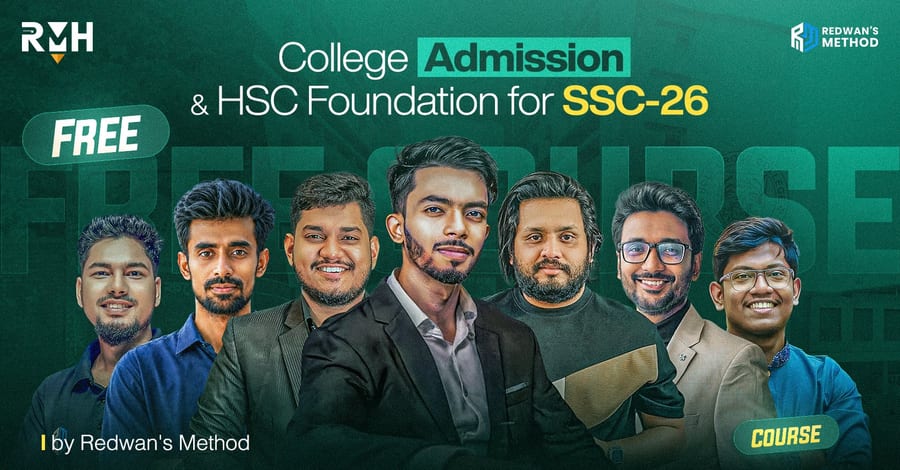 RMH
REDWAN'S
METHOD
College Admission
& HSC Foundation for SSC-26
FREE
FREE COURSE
I by Redwan's Method
COURSE